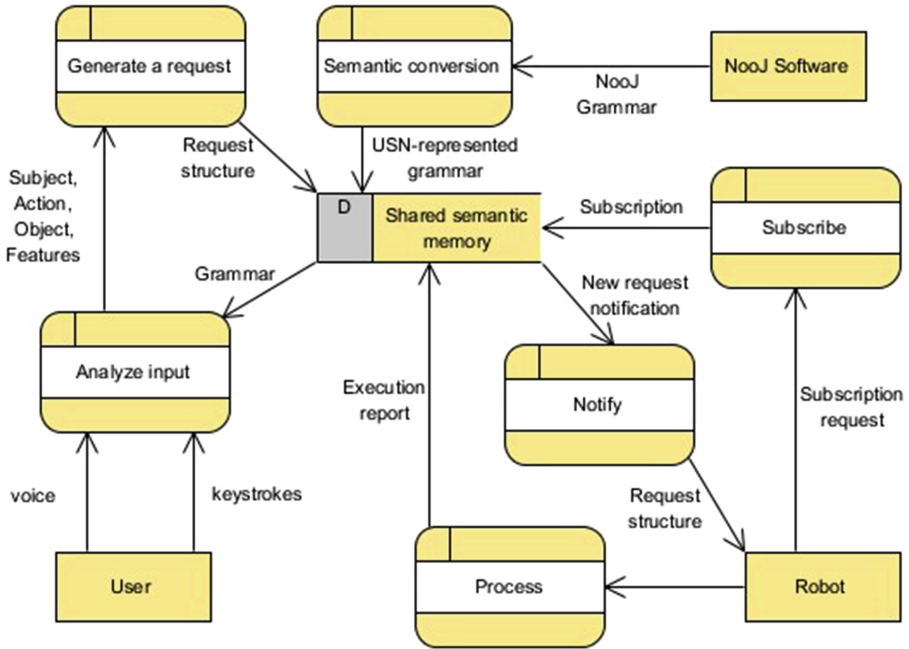 Generate a request
Semantic conversion
NooJ Software
NooJ
Grammar
Request
structure
USN-represented
grammar
Subject,
Action,
Object,
Features
D
Shared semantic
memory
Subscription
Subscribe
Grammar
New request
notification
Analyze input
Execution
report
Notify
Subscription
request
voice
keystrokes
Request
structure
User
Process
Robot